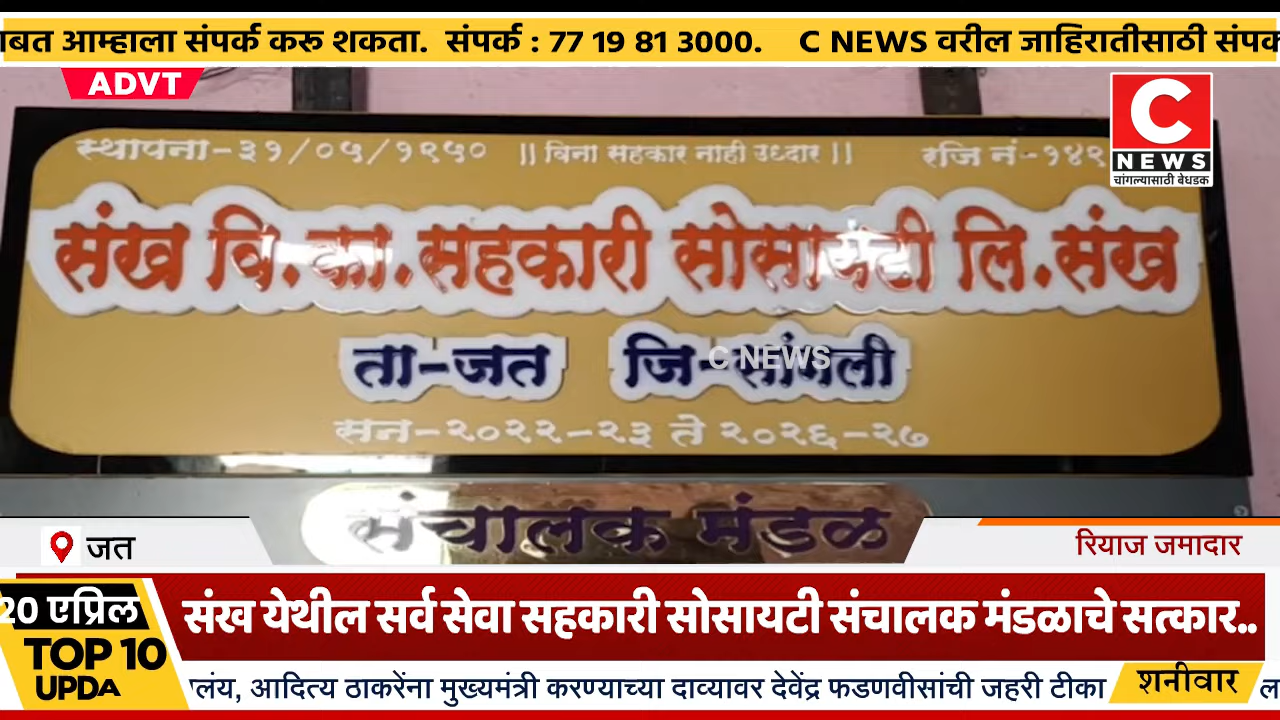 आम्हाला संपर्क करू शकता. संपर्क : 77 19 81 3000. C NEWS वरील जाहिरातीसाठी
ADVT
C
NEWS
चांगल्यासाठी बेधडक
स्थापना-३१/०५/१९५० ||विना सहकार नाही उध्दार|| रजि नं-१४९
संख वि.का.सहकारी सोसायटी लि.संख
ता-जत जि-सांगली
C NEWS
सन-२०२२-२३ ते २०२६-२७
संचालक मंडळ
जत
रियाज जमादार
20 एप्रिल
संख येथील सर्व सेवा सहकारी सोसायटी संचालक मंडळाचे सत्कार..
TOP 10
UPDA
आदित्य ठाकरेंना मुख्यमंत्री करण्याच्या दाव्यावर देवेंद्र फडणवीसांची जहरी टीका
शनीवार